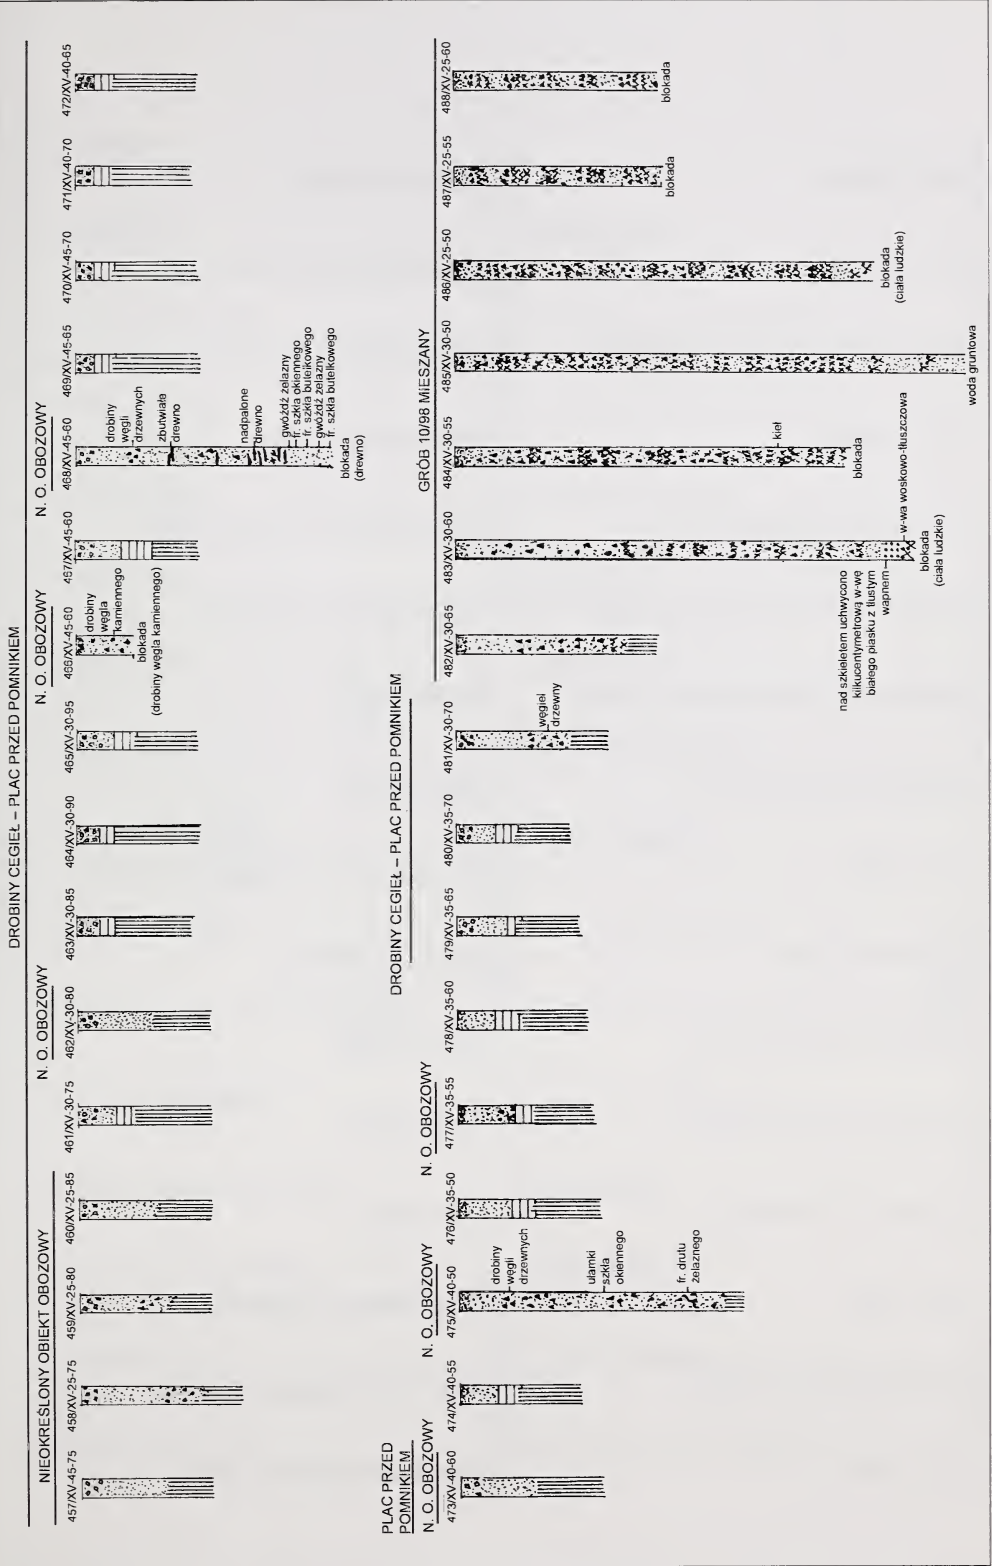 DROBINY CEGIEŁ – PLAC PRZED POMNIKIEM
NIEOKREŚLONY OBIEKT OBOZOWY
N. O. OBOZOWY
N. O. OBOZOWY
N. O. OBOZOWY
457/XV-45-75
458/XV-25-75
459/XV-25-80
460/XV-25-85
461/XV-30-75
462/XV-30-80
463/XV-30-85
464/XV-30-90
465/XV-30-95
466/XV-45-60
drobiny
węgla
kamiennego
blokada
(drobiny węgla kamiennego)
467/XV-45-60
468/XV-45-60
drobiny
węgli
drzewnych
zbutwiałe
drewno
nadpalone
drewno
gwóźdź żelazny
fr. szkła okiennego
fr. szkła butelkowego
gwóźdź żelazny
fr. szkła butelkowego
blokada
(drewno)
469/XV-45-65
470/XV-45-70
471/XV-40-70
472/XV-40-65
PLAC PRZED
POMNIKIEM
N. O. OBOZOWY
N. O. OBOZOWY
N. O. OBOZOWY
DROBINY CEGIEŁ – PLAC PRZED POMNIKIEM
GRÓB 10/98 MIESZANY
473/XV-40-60
474/XV-40-55
475/XV-40-50
drobiny
węgli
drzewnych
ułamki
szkła
okiennego
fr. drutu
żelaznego
476/XV-35-50
477/XV-35-55
478/XV-35-60
479/XV-35-65
480/XV-35-70
481/XV-30-70
węgiel
drzewny
482/XV-30-65
483/XV-30-60
nad szkieletem uchwycono
kilkucentymetrową w-wę
białego piasku z tłustym
wapnem
w-wa woskowo-tłuszczowa
blokada
(ciała ludzkie)
484/XV-30-55
kieł
blokada
485/XV-30-50
woda gruntowa
486/XV-25-50
blokada
(ciała ludzkie)
487/XV-25-55
blokada
488/XV-25-60
blokada